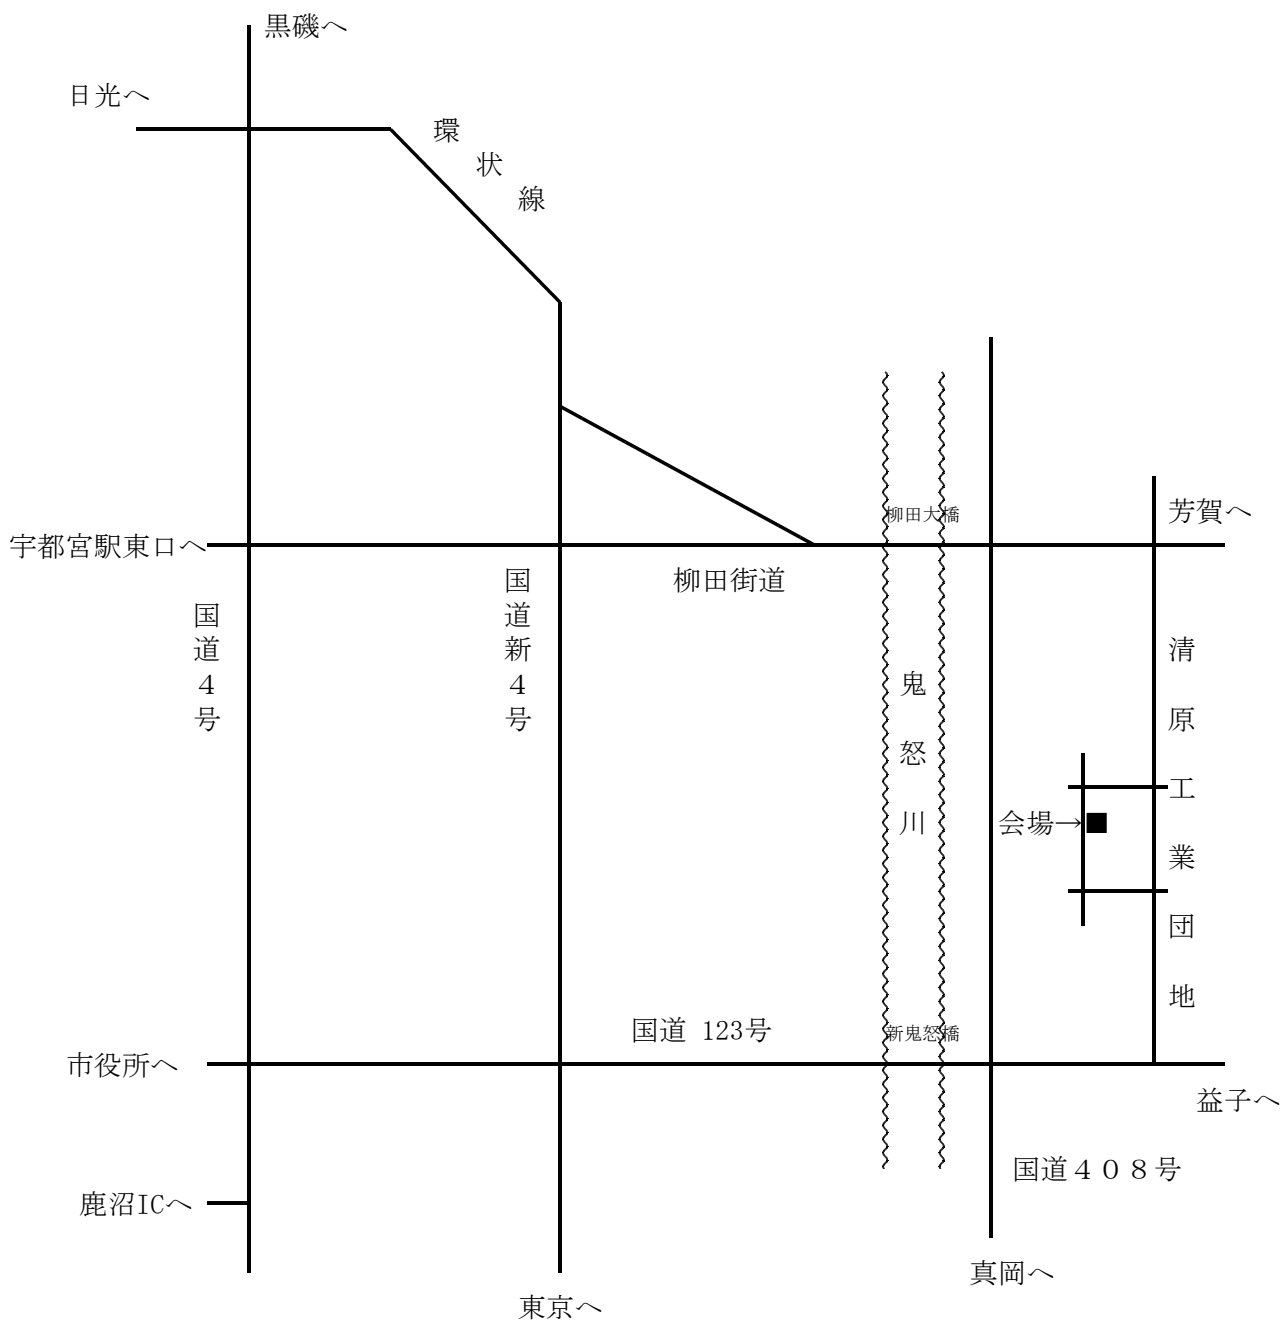 黒磯へ
日光へ
環状線
柳田大橋
芳賀へ
宇都宮駅東口へ
柳田街道
国道4号
国道新4号
鬼怒川
清原工業団地
会場→■
国道 123号
新鬼怒橋
市役所へ
益子へ
国道４０８号
鹿沼ICへ
真岡へ
東京へ